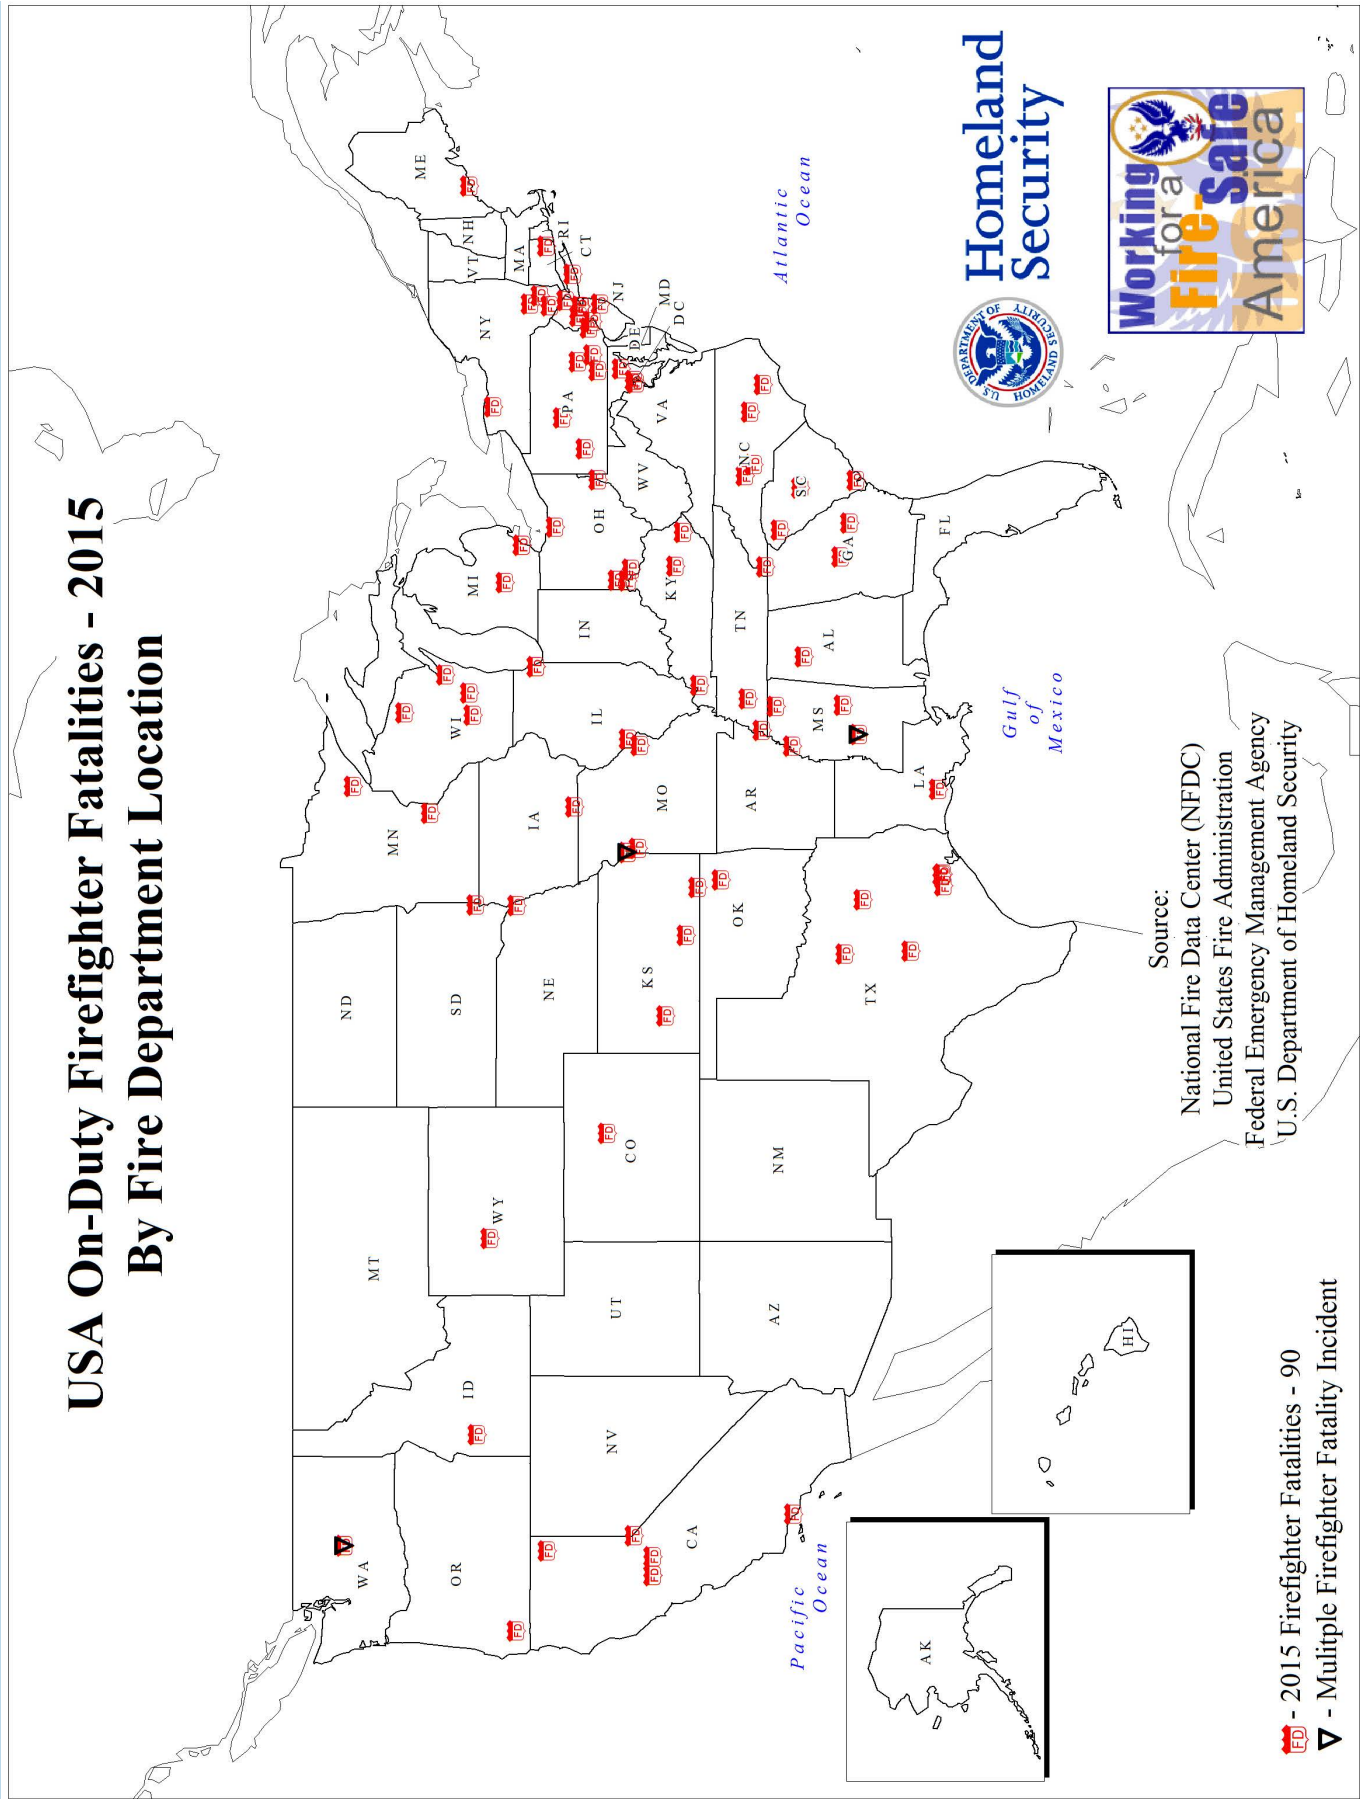 USA On-Duty Firefighter Fatalities - 2015
By Fire Department Location
WA
OR
CA
NV
ID
MT
WY
UT
AZ
CO
NM
ND
SD
NE
KS
OK
TX
MN
IA
MO
AR
LA
WI
IL
MI
IN
OH
KY
TN
MS
AL
GA
FL
SC
NC
VA
WV
PA
NY
VT
NH
ME
MA
RI
CT
NJ
DE
MD
DC
AK
HI
Pacific
Ocean
Atlantic
Ocean
Gulf
of
Mexico
U.S. DEPARTMENT OF HOMELAND SECURITY
Homeland
Security
Working
for a
Fire-Safe
America
Source:
National Fire Data Center (NFDC)
United States Fire Administration
Federal Emergency Management Agency
U.S. Department of Homeland Security
FD - 2015 Firefighter Fatalities - 90
- Mulitple Firefighter Fatality Incident